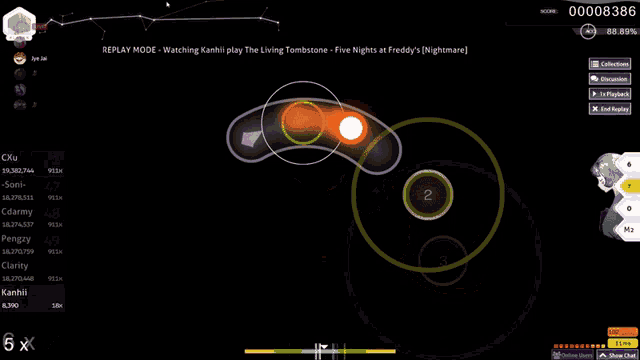 SCORE: 00008386
ACC: 88.89%
REPLAY MODE - Watching Kanhii play The Living Tombstone - Five Nights at Freddy's [Nightmare]
Jye Jai
Collections
Discussion
1x Playback
End Replay
2
3
CXu
19,382,744 911x
-Soni-
18,278,511 911x
Cdarmy
18,274,537 911x
Pengzy
18,270,759 911x
Clarity
18,270,448 911x
Kanhii
8,390 18x
6
7
0
M2
5 x
11ms
Online Users
Show Chat